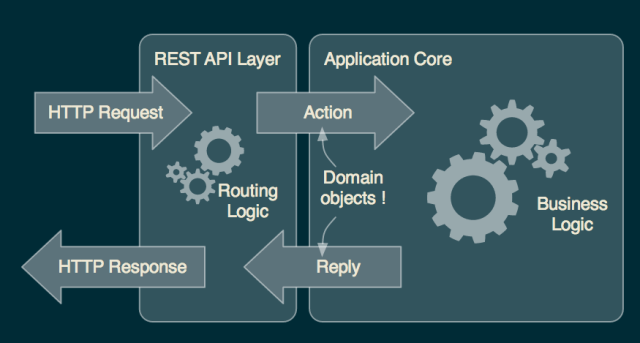 REST API Layer
Application Core
HTTP Request
Action
Routing
Logic
Domain
objects !
Business
Logic
HTTP Response
Reply